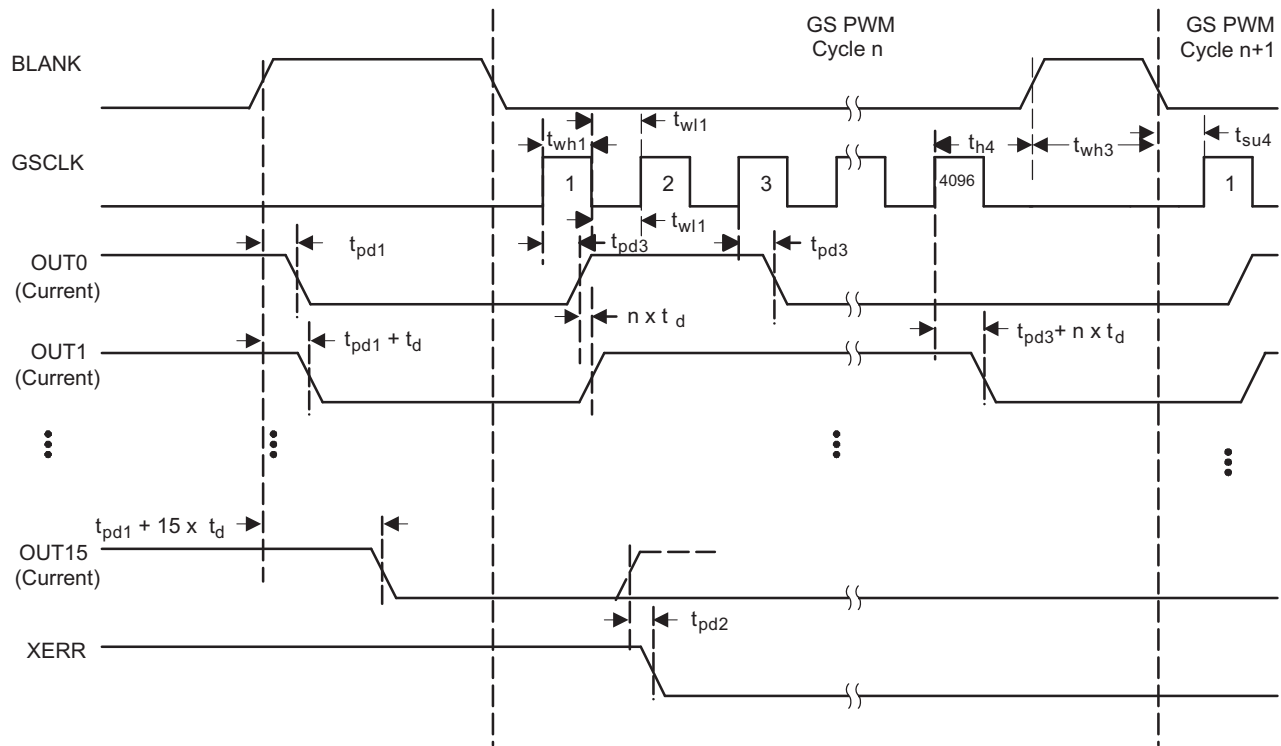 GS PWM
Cycle n
GS PWM
Cycle n+1
BLANK
t_wh1
t_wl1
t_h4
t_wh3
t_su4
GSCLK
1
2
3
4096
1
t_wl1
t_pd1
t_pd3
t_pd3
OUT0
(Current)
n x t_d
t_pd1 + t_d
t_pd3 + n x t_d
OUT1
(Current)
t_pd1 + 15 x t_d
OUT15
(Current)
t_pd2
XERR